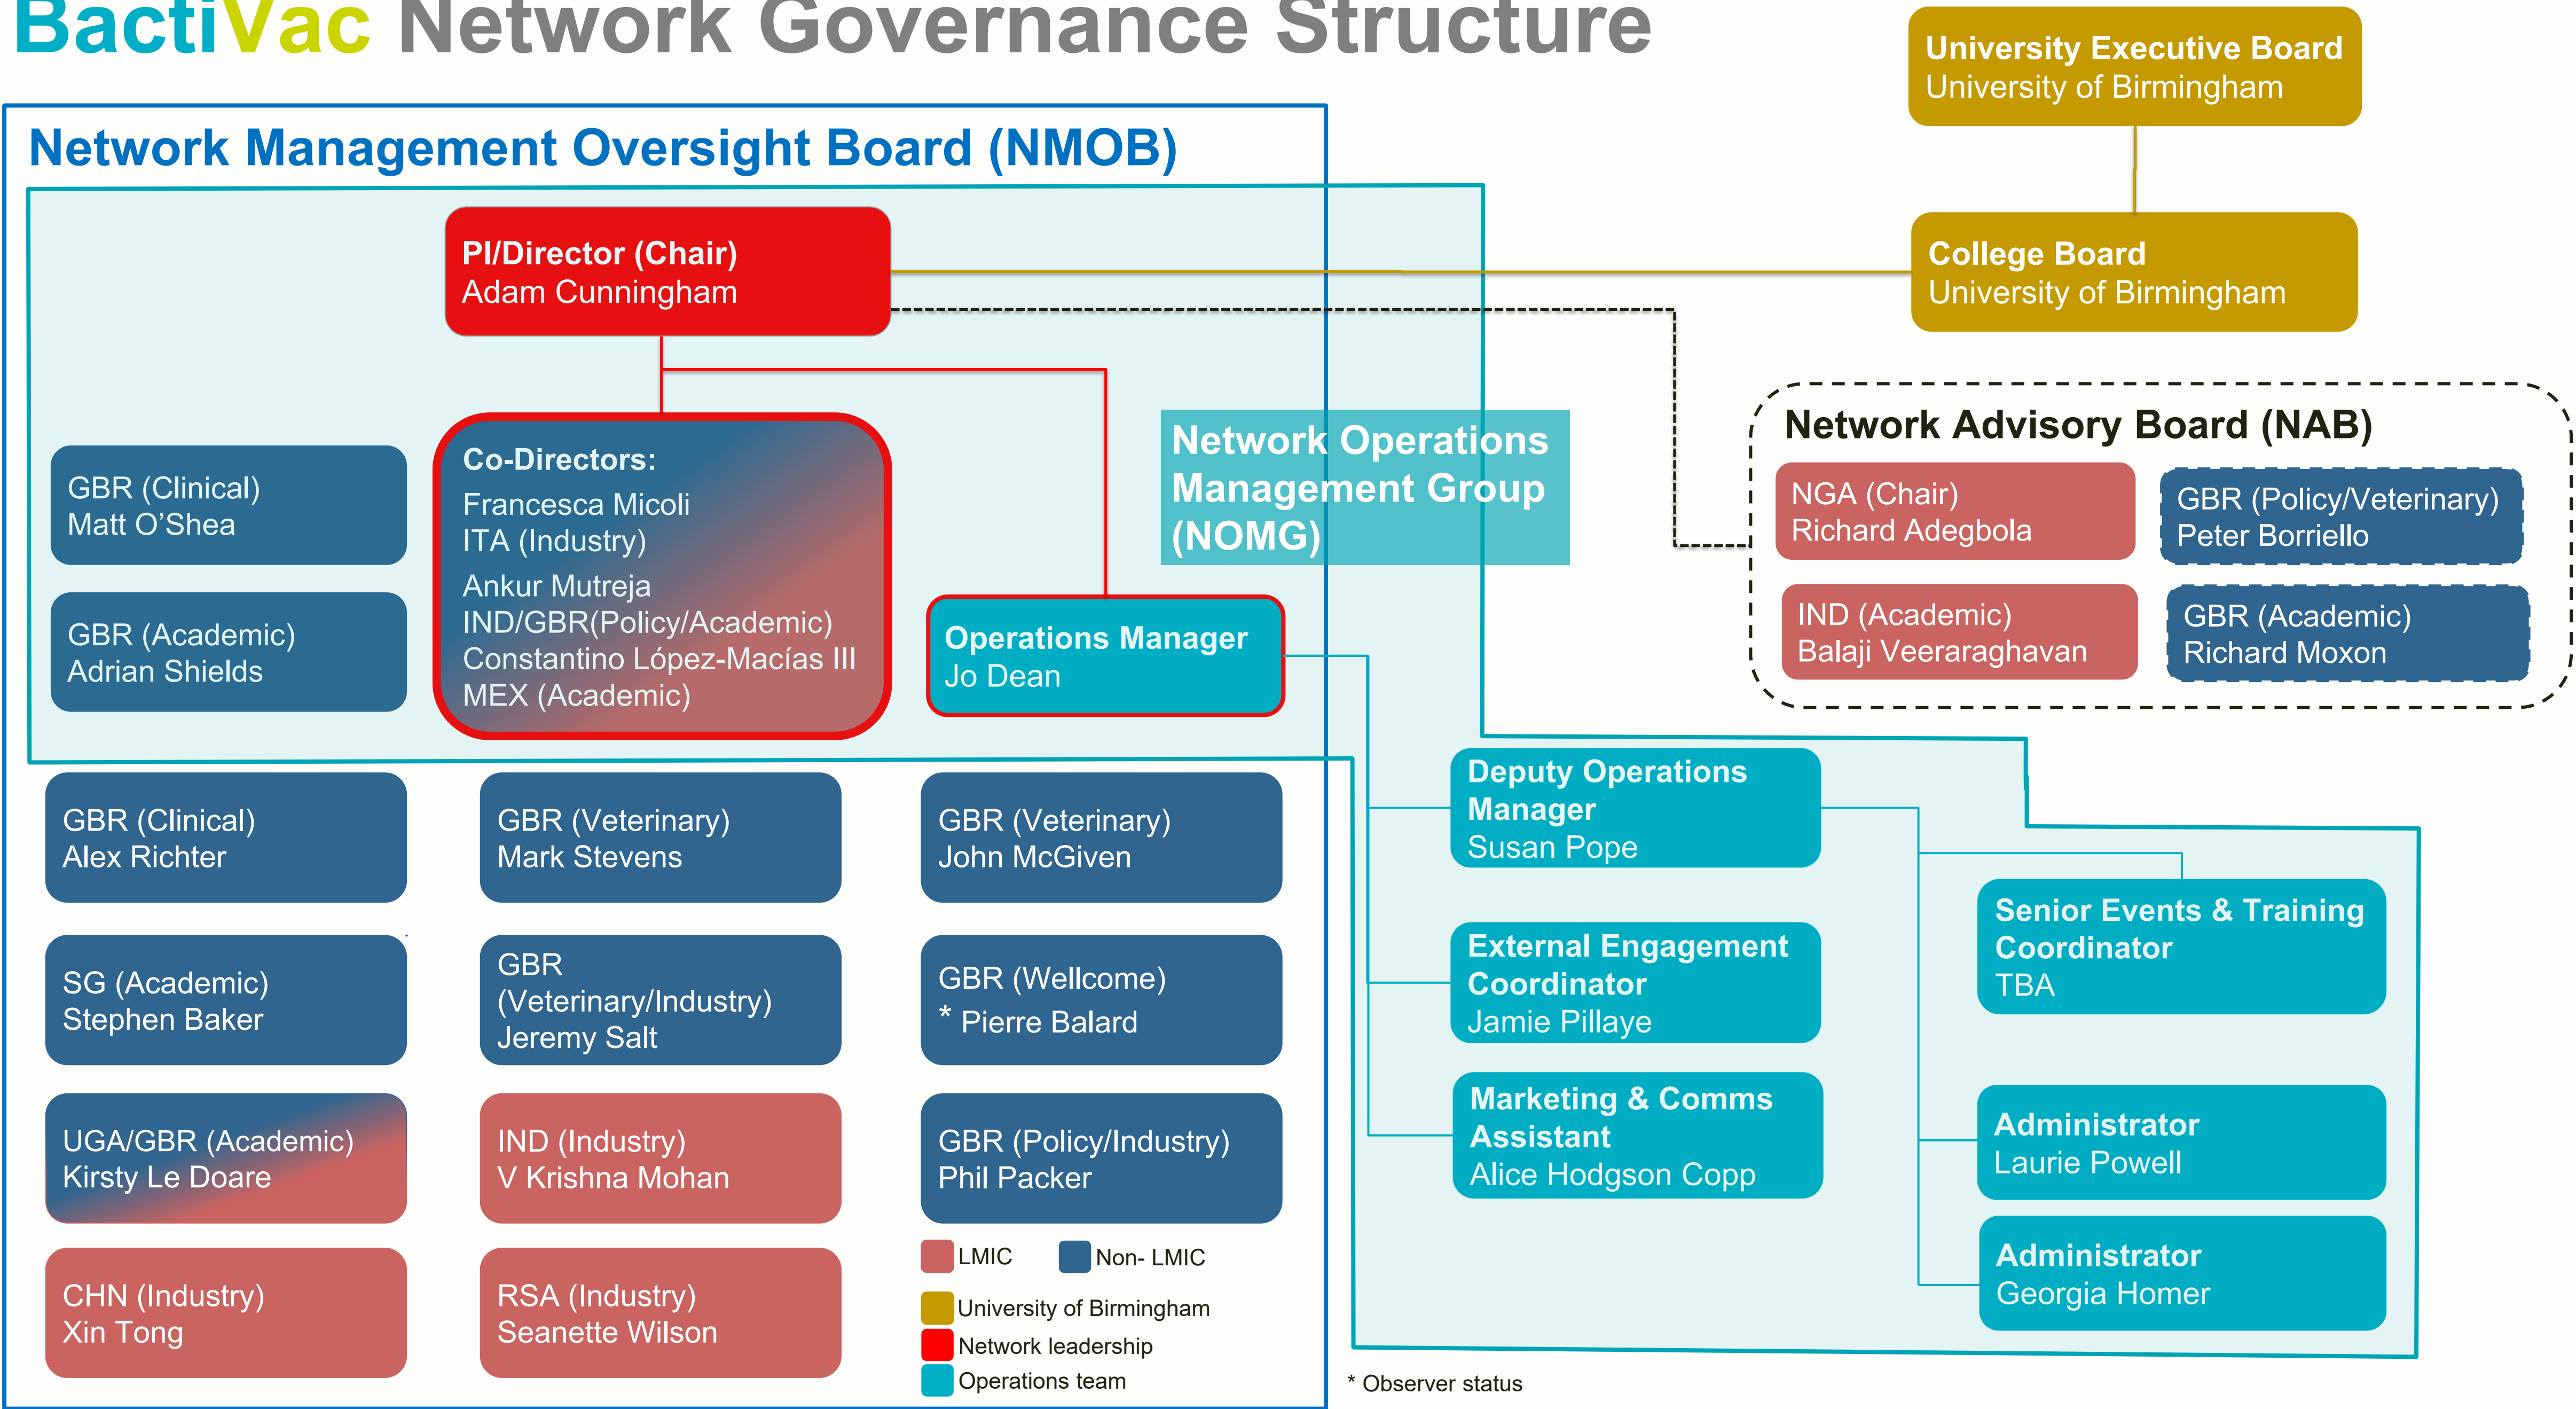 BactiVac Network Governance Structure
University Executive Board
University of Birmingham
Network Management Oversight Board (NMOB)
PI/Director (Chair)
Adam Cunningham
College Board
University of Birmingham
Network Operations
Management Group
(NOMG)
Network Advisory Board (NAB)
NGA (Chair)
Richard Adegbola
GBR (Policy/Veterinary)
Peter Borriello
IND (Academic)
Balaji Veeraraghavan
GBR (Academic)
Richard Moxon
GBR (Clinical)
Matt O’Shea
GBR (Academic)
Adrian Shields
Co-Directors:
Francesca Micoli
ITA (Industry)
Ankur Mutreja
IND/GBR(Policy/Academic)
Constantino López-Macías III
MEX (Academic)
Operations Manager
Jo Dean
GBR (Clinical)
Alex Richter
GBR (Veterinary)
Mark Stevens
GBR (Veterinary)
John McGiven
SG (Academic)
Stephen Baker
GBR
(Veterinary/Industry)
Jeremy Salt
GBR (Wellcome)
* Pierre Balard
UGA/GBR (Academic)
Kirsty Le Doare
IND (Industry)
V Krishna Mohan
GBR (Policy/Industry)
Phil Packer
CHN (Industry)
Xin Tong
RSA (Industry)
Seanette Wilson
LMIC
Non- LMIC
University of Birmingham
Network leadership
Operations team
Deputy Operations
Manager
Susan Pope
External Engagement
Coordinator
Jamie Pillaye
Marketing & Comms
Assistant
Alice Hodgson Copp
Senior Events & Training
Coordinator
TBA
Administrator
Laurie Powell
Administrator
Georgia Homer
* Observer status